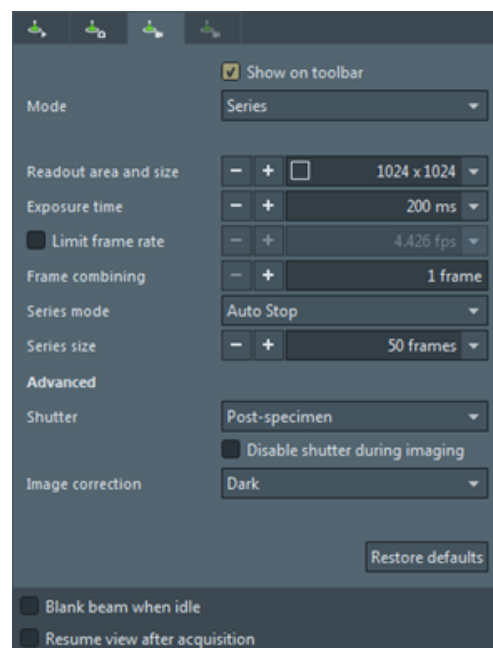 Show on toolbar
Mode Series
Readout area and size - + 1024 x 1024
Exposure time - + 200 ms
Limit frame rate - + 4.426 fps
Frame combining - + 1 frame
Series mode Auto Stop
Series size - + 50 frames
Advanced
Shutter Post-specimen
Disable shutter during imaging
Image correction Dark
Restore defaults
Blank beam when idle
Resume view after acquisition